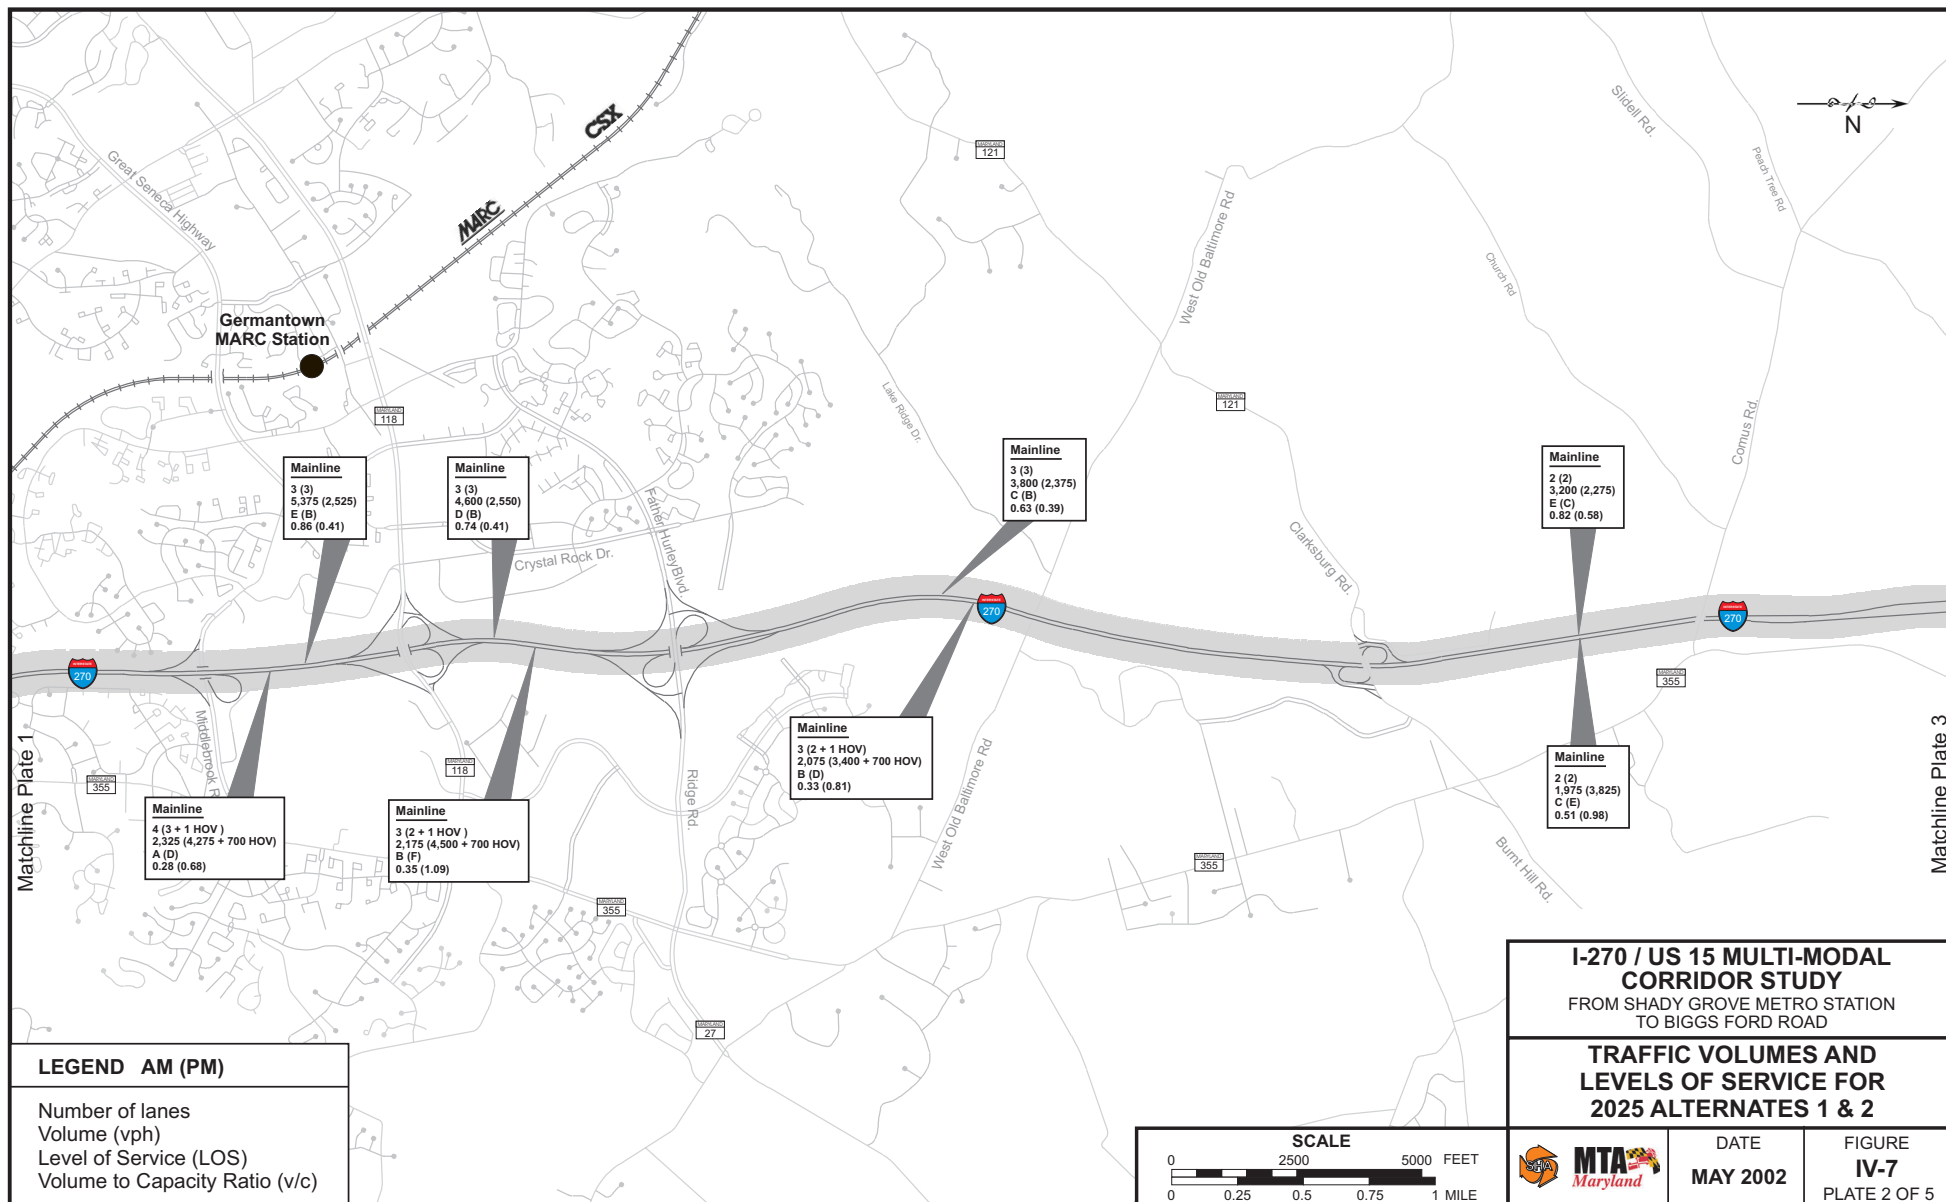 CSX
MARC
Great Seneca Highway
Germantown
MARC Station
MARYLAND
118
MARYLAND
121
Slidell Rd.
Peach Tree Rd
N
West Old Baltimore Rd
Church Rd
Lake Ridge Dr.
MARYLAND
121
Comus Rd.
Mainline
3 (3)
5,375 (2,525)
E (B)
0.86 (0.41)
Mainline
3 (3)
4,600 (2,550)
D (B)
0.74 (0.41)
Mainline
3 (3)
3,800 (2,375)
C (B)
0.63 (0.39)
Mainline
2 (2)
3,200 (2,275)
E (C)
0.82 (0.58)
Father Hurley Blvd.
Crystal Rock Dr.
Clarksburg Rd.
270
270
270
MARYLAND
355
Middlebrook R
Matchline Plate 1
MARYLAND
355
MARYLAND
118
Ridge Rd.
Mainline
4 (3 + 1 HOV )
2,325 (4,275 + 700 HOV)
A (D)
0.28 (0.68)
Mainline
3 (2 + 1 HOV )
2,175 (4,500 + 700 HOV)
B (F)
0.35 (1.09)
Mainline
3 (2 + 1 HOV)
2,075 (3,400 + 700 HOV)
B (D)
0.33 (0.81)
Mainline
2 (2)
1,975 (3,825)
C (E)
0.51 (0.98)
West Old Baltimore Rd
MARYLAND
355
Burnt Hill Rd.
Matchline Plate 3
MARYLAND
355
MARYLAND
27
LEGEND AM (PM)
Number of lanes
Volume (vph)
Level of Service (LOS)
Volume to Capacity Ratio (v/c)
I-270 / US 15 MULTI-MODAL
CORRIDOR STUDY
FROM SHADY GROVE METRO STATION
TO BIGGS FORD ROAD
TRAFFIC VOLUMES AND
LEVELS OF SERVICE FOR
2025 ALTERNATES 1 & 2
SCALE
0 2500 5000 FEET
0 0.25 0.5 0.75 1 MILE
SHA
MTA
Maryland
DATE
MAY 2002
FIGURE
IV-7
PLATE 2 OF 5